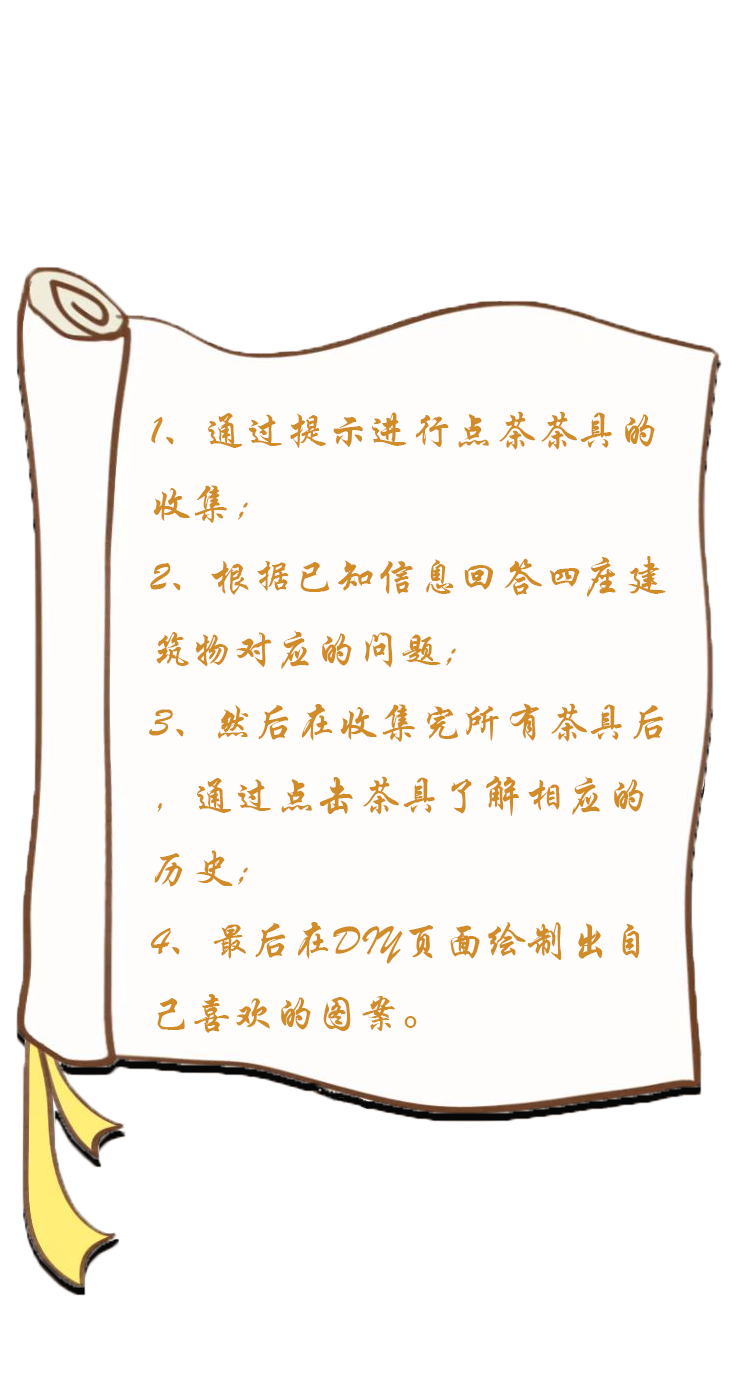 1、通过提示进行点茶茶具的
收集；
2、根据已知信息回答四座建
筑物对应的问题；
3、然后在收集完所有茶具后
，通过点击茶具了解相应的
历史；
4、最后在DIY页面绘制出自
己喜欢的图案。